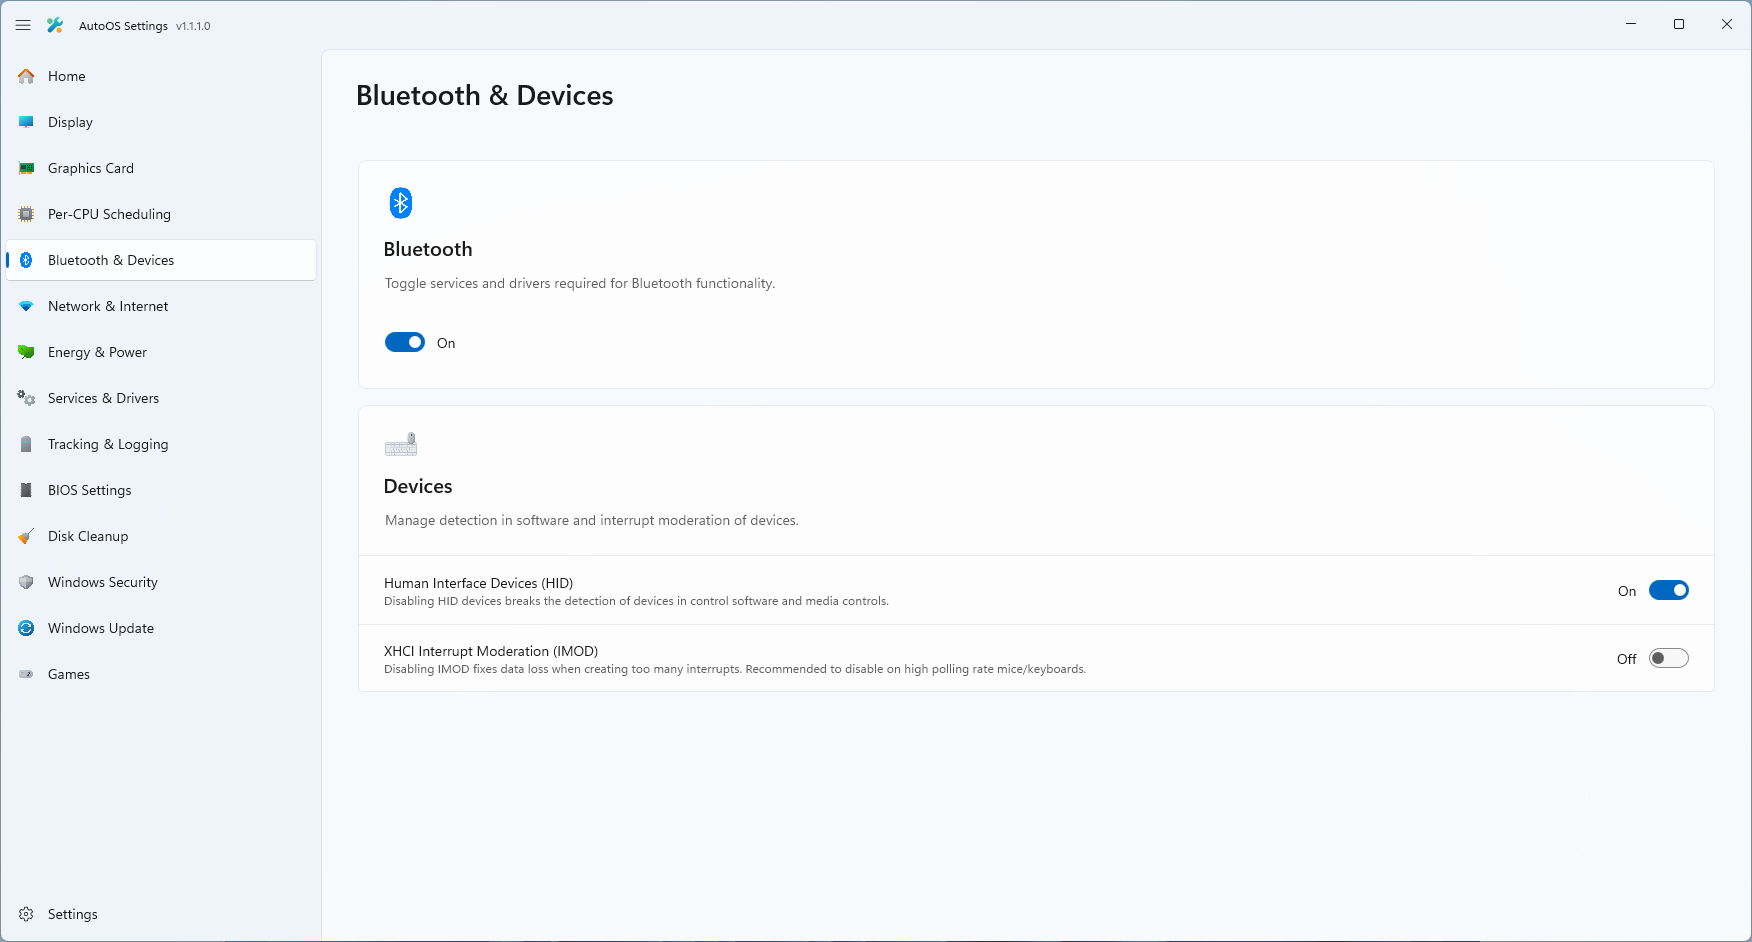 AutoOS Settings v1.1.1.0
Home
Display
Graphics Card
Per-CPU Scheduling
Bluetooth & Devices
Network & Internet
Energy & Power
Services & Drivers
Tracking & Logging
BIOS Settings
Disk Cleanup
Windows Security
Windows Update
Games
Settings
Bluetooth & Devices
Bluetooth
Toggle services and drivers required for Bluetooth functionality.
On
Devices
Manage detection in software and interrupt moderation of devices.
Human Interface Devices (HID)
Disabling HID devices breaks the detection of devices in control software and media controls.
On
XHCI Interrupt Moderation (IMOD)
Disabling IMOD fixes data loss when creating too many interrupts. Recommended to disable on high polling rate mice/keyboards.
Off